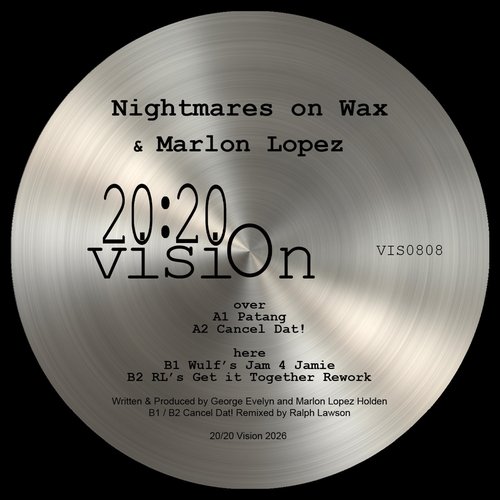 Nightmares on Wax
& Marlon Lopez
20:20
vision
VIS0808
over
A1 Patang
A2 Cancel Dat!
here
B1 Wulf's Jam 4 Jamie
B2 RL's Get it Together Rework
Written & Produced by George Evelyn and Marlon Lopez Holden
B1 / B2 Cancel Dat! Remixed by Ralph Lawson
20/20 Vision 2026